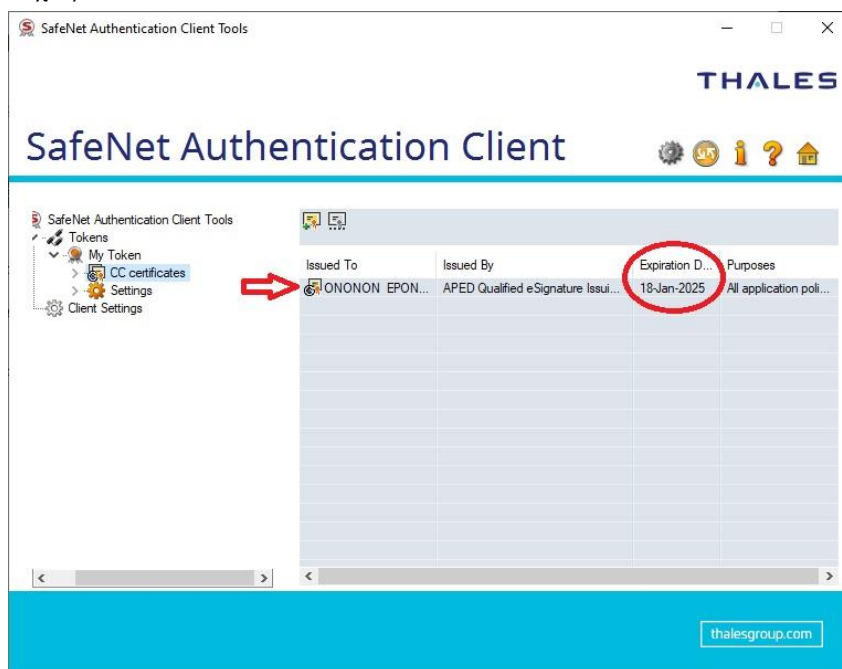 SafeNet Authentication Client Tools
THALES
SafeNet Authentication Client
SafeNet Authentication Client Tools
Tokens
My Token
CC certificates
Settings
Client Settings
Issued To Issued By Expiration D... Purposes
ONONON EPON... APED Qualified eSignature Issui... 18-Jan-2025 All application poli...
thalesgroup.com